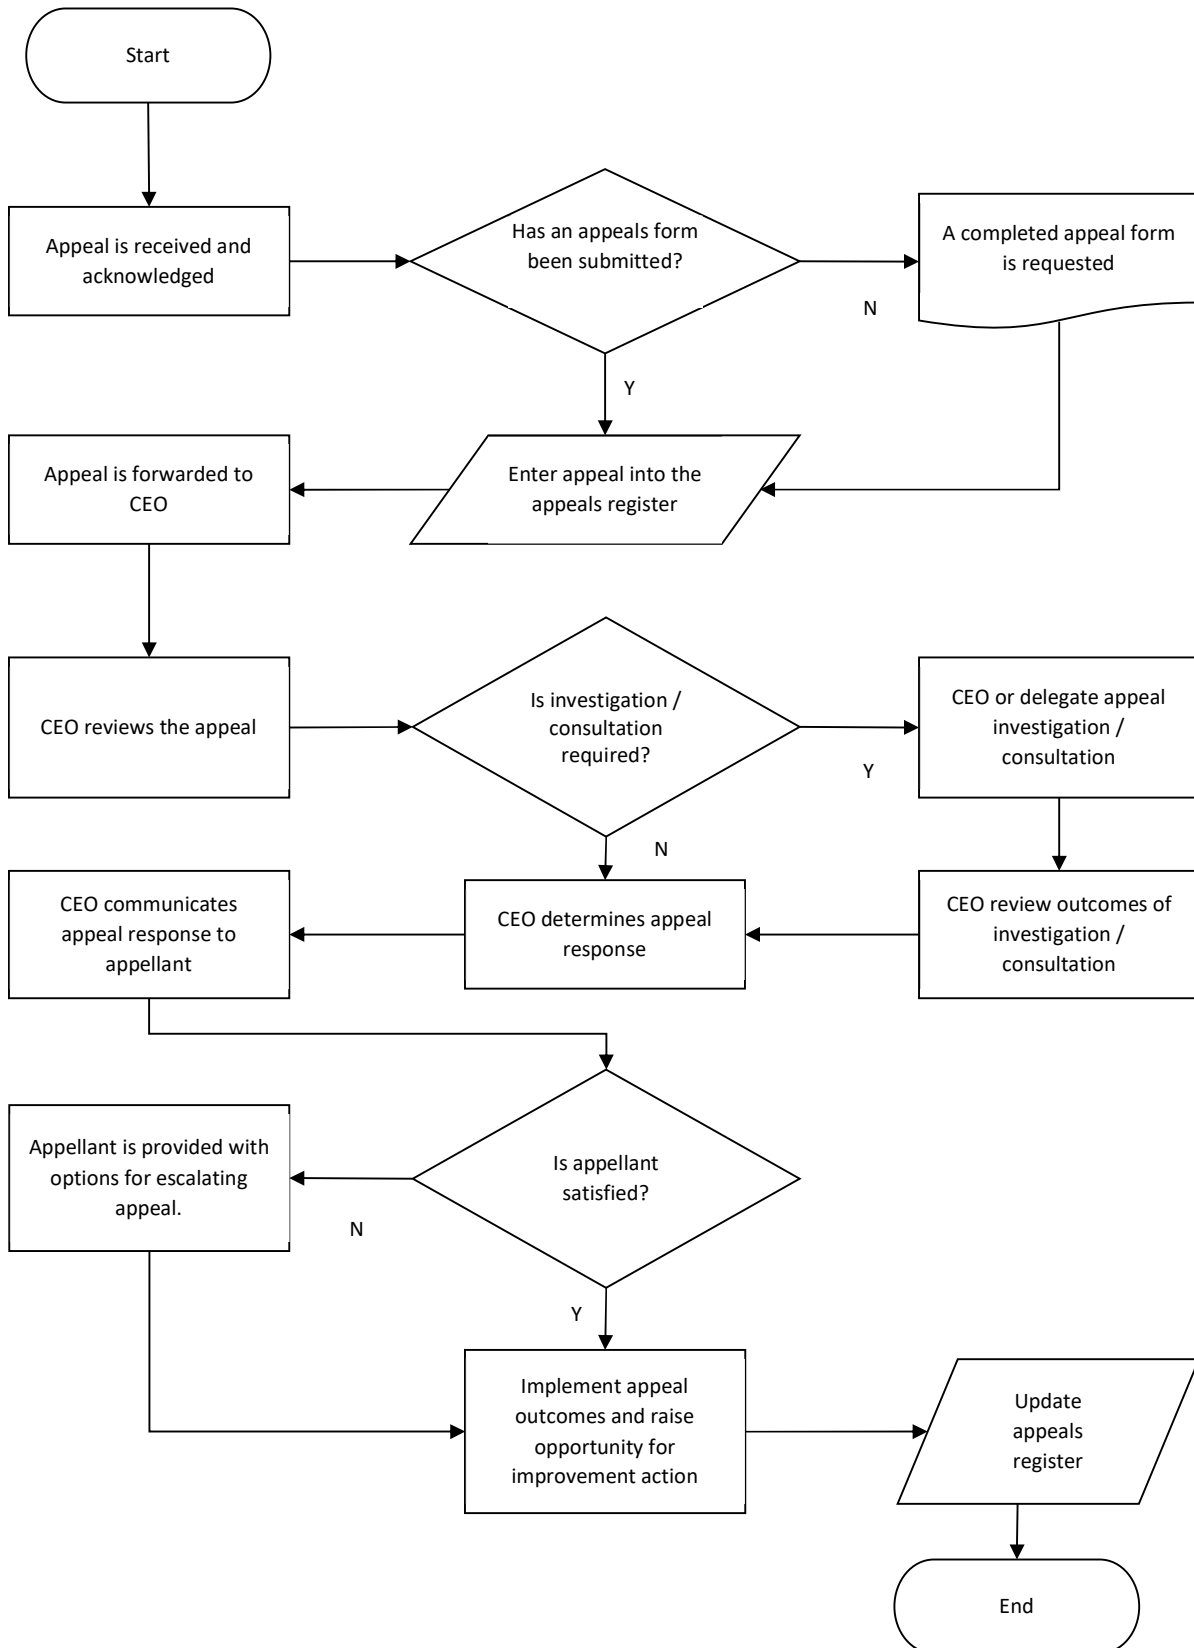 Start
Appeal is received and
acknowledged
Has an appeals form
been submitted?
N
A completed appeal form
is requested
Y
Appeal is forwarded to
CEO
Enter appeal into the
appeals register
CEO reviews the appeal
Is investigation /
consultation
required?
Y
CEO or delegate appeal
investigation /
consultation
N
CEO communicates
appeal response to
appellant
CEO determines appeal
response
CEO review outcomes of
investigation /
consultation
Appellant is provided with
options for escalating
appeal.
N
Is appellant
satisfied?
Y
Implement appeal
outcomes and raise
opportunity for
improvement action
Update
appeals
register
End